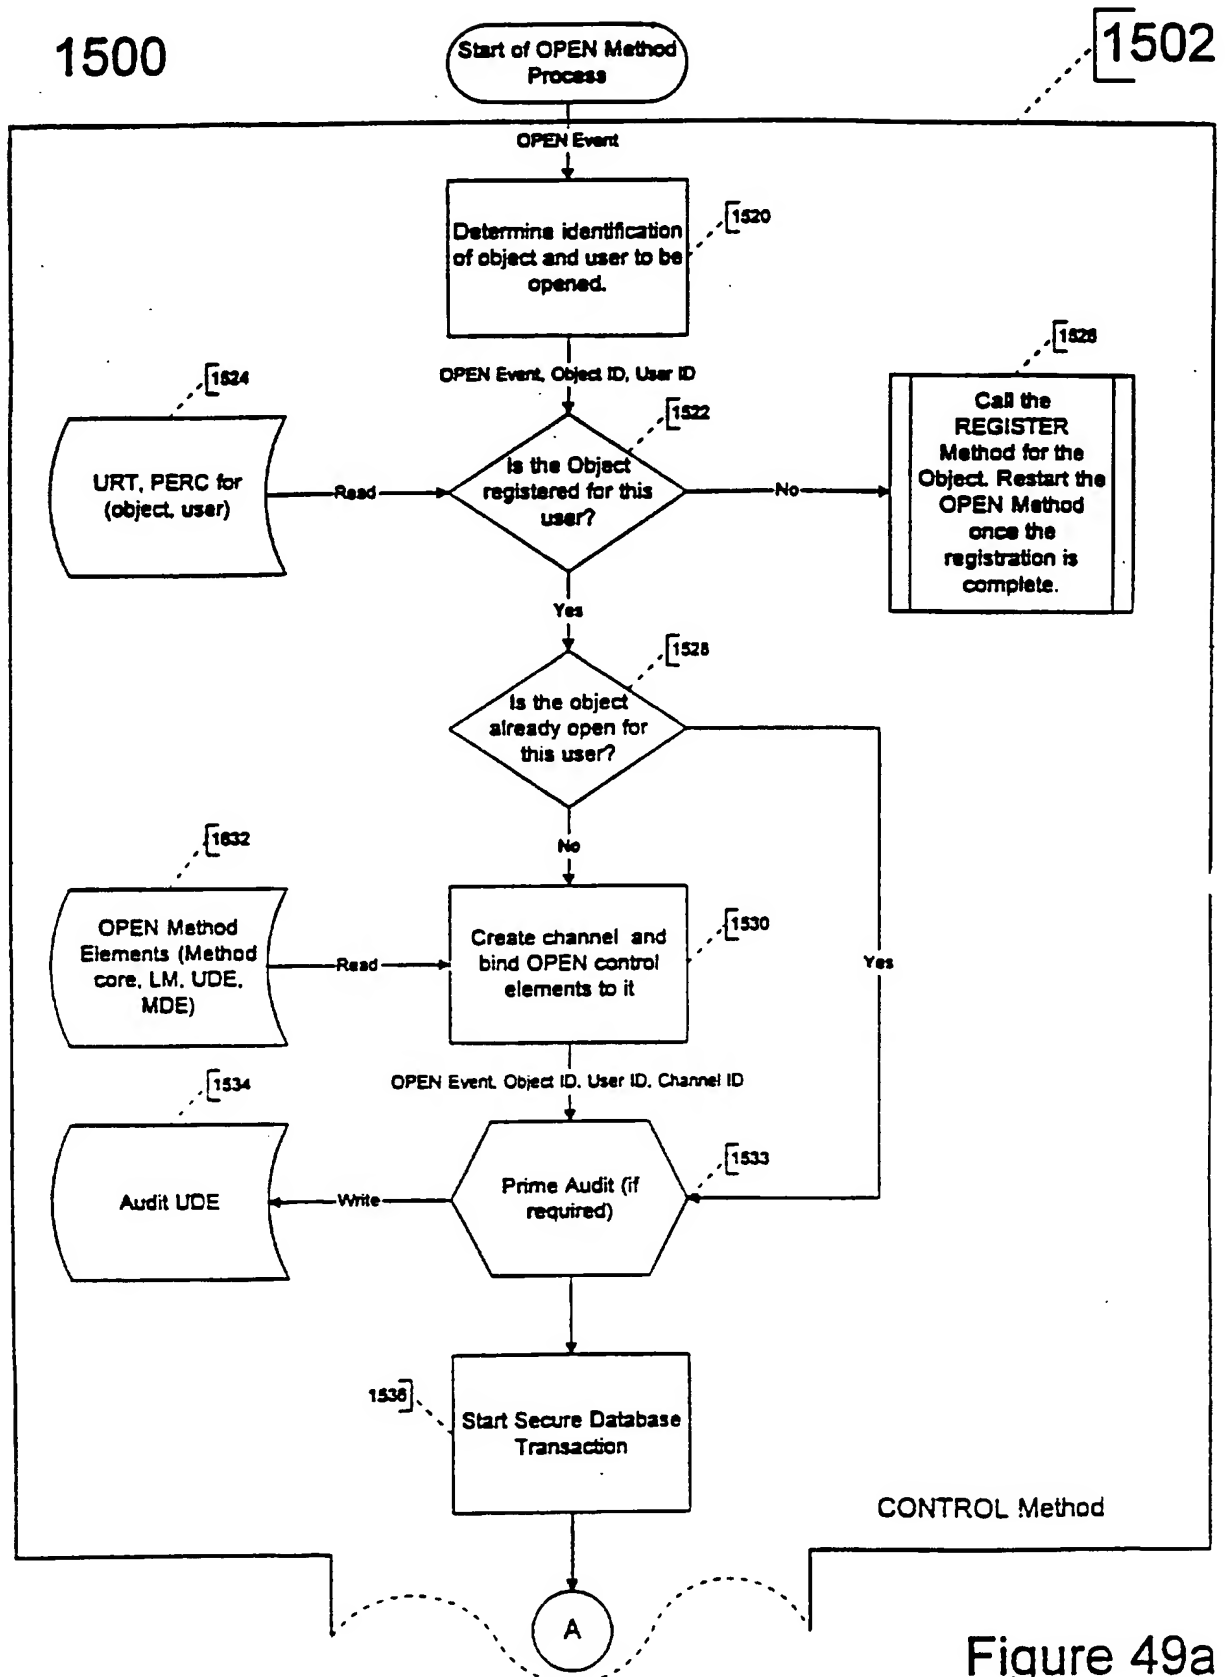 1500
Start of OPEN Method
Process
1502
OPEN Event
Determine identification
of object and user to be
opened.
1520
OPEN Event, Object ID, User ID
1524
URT, PERC for
(object, user)
Read
Is the Object
registered for this
user?
1522
No
1526
Call the
REGISTER
Method for the
Object. Restart the
OPEN Method
once the
registration is
complete.
Yes
Is the object
already open for
this user?
1528
No
Yes
1632
OPEN Method
Elements (Method
core, LM, UDE,
MDE)
Read
Create channel and
bind OPEN control
elements to it
1530
OPEN Event, Object ID, User ID, Channel ID
1534
Audit UDE
Write
Prime Audit (if
required)
1533
1536
Start Secure Database
Transaction
CONTROL Method
A
Figure 49a